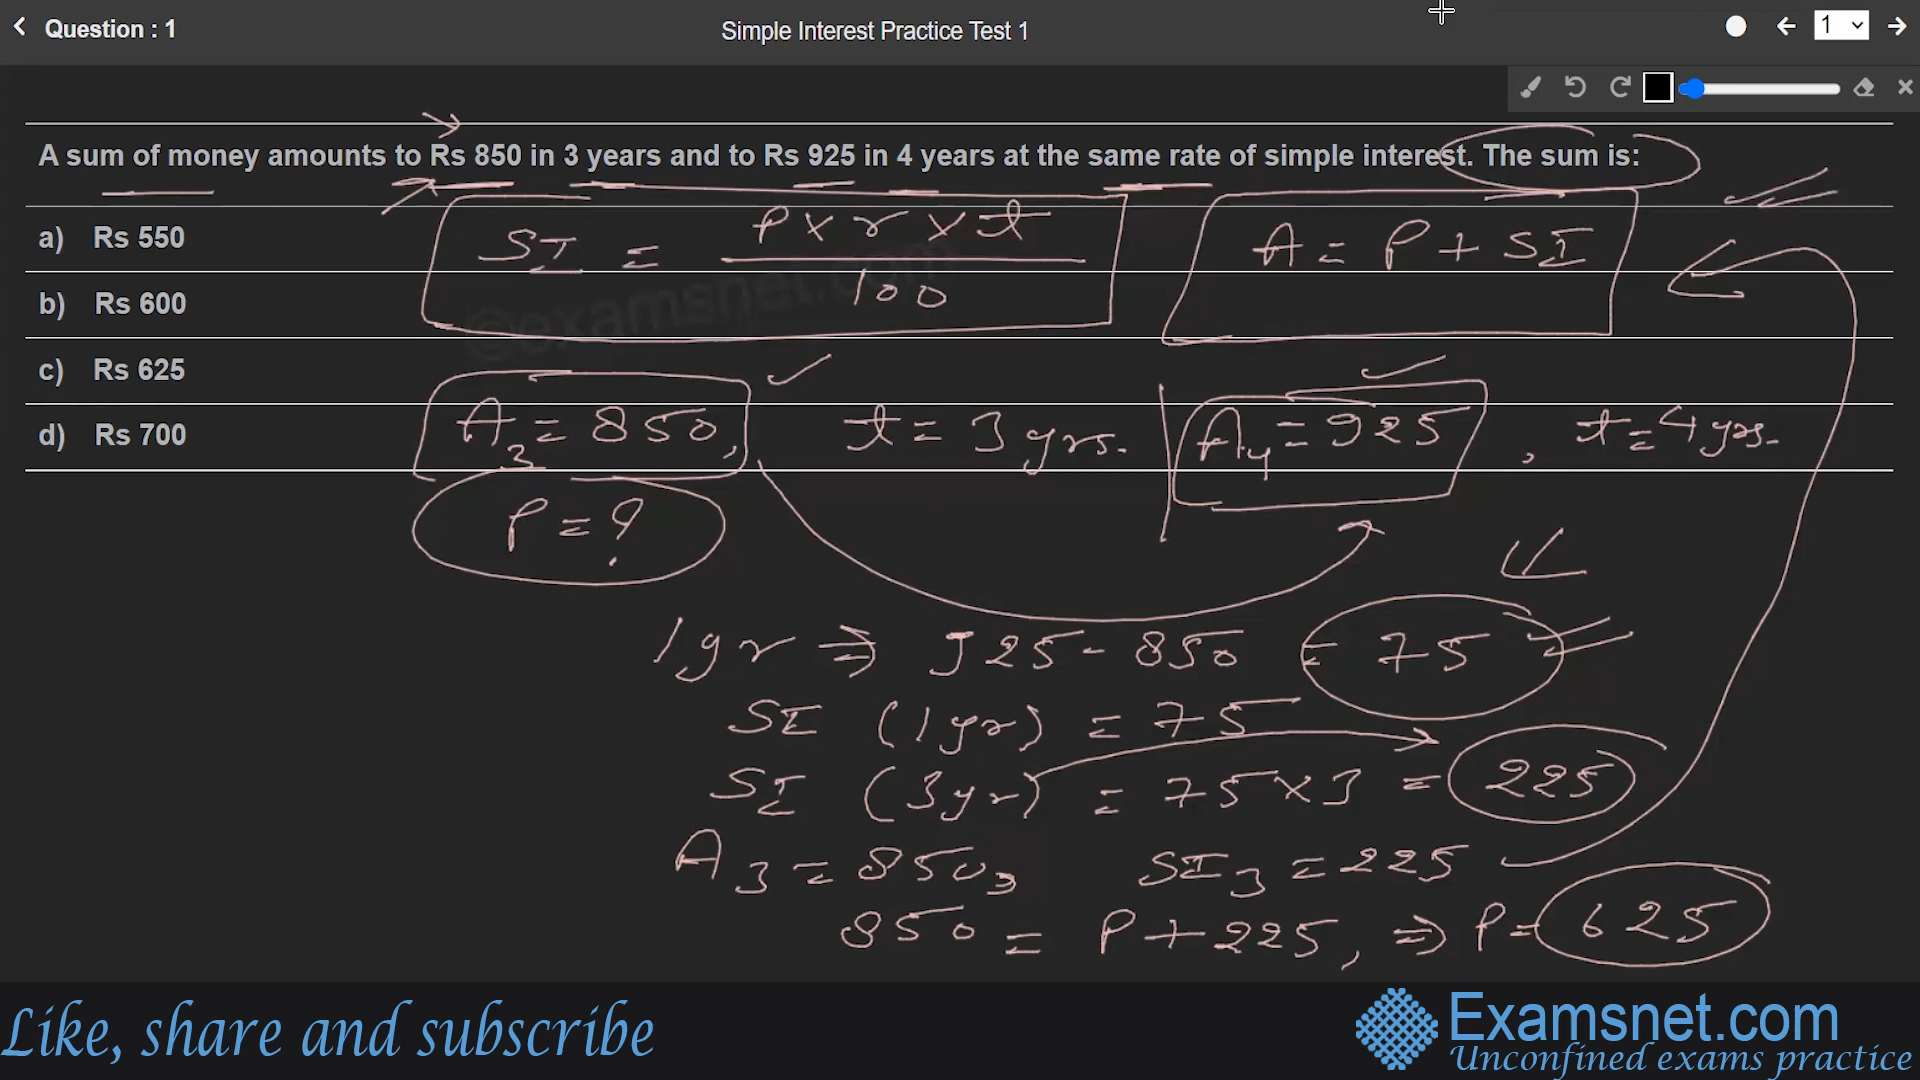 Question : 1
Simple Interest Practice Test 1
1
A sum of money amounts to Rs 850 in 3 years and to Rs 925 in 4 years at the same rate of simple interest. The sum is:
a) Rs 550
b) Rs 600
c) Rs 625
d) Rs 700
©examsnet.com
SI = P x r x t / 100
A = P + SI
A3 = 850, t = 3 yrs.
A4 = 925, t = 4 yrs.
P = ?
1 yr ⇒ 925 - 850 = 75
SI (1 yr) = 75
SI (3 yr) = 75 x 3 = 225
A3 = 850, SI3 = 225
850 = P + 225, ⇒ P = 625
Like, share and subscribe
Examsnet.com
Unconfined exams practice